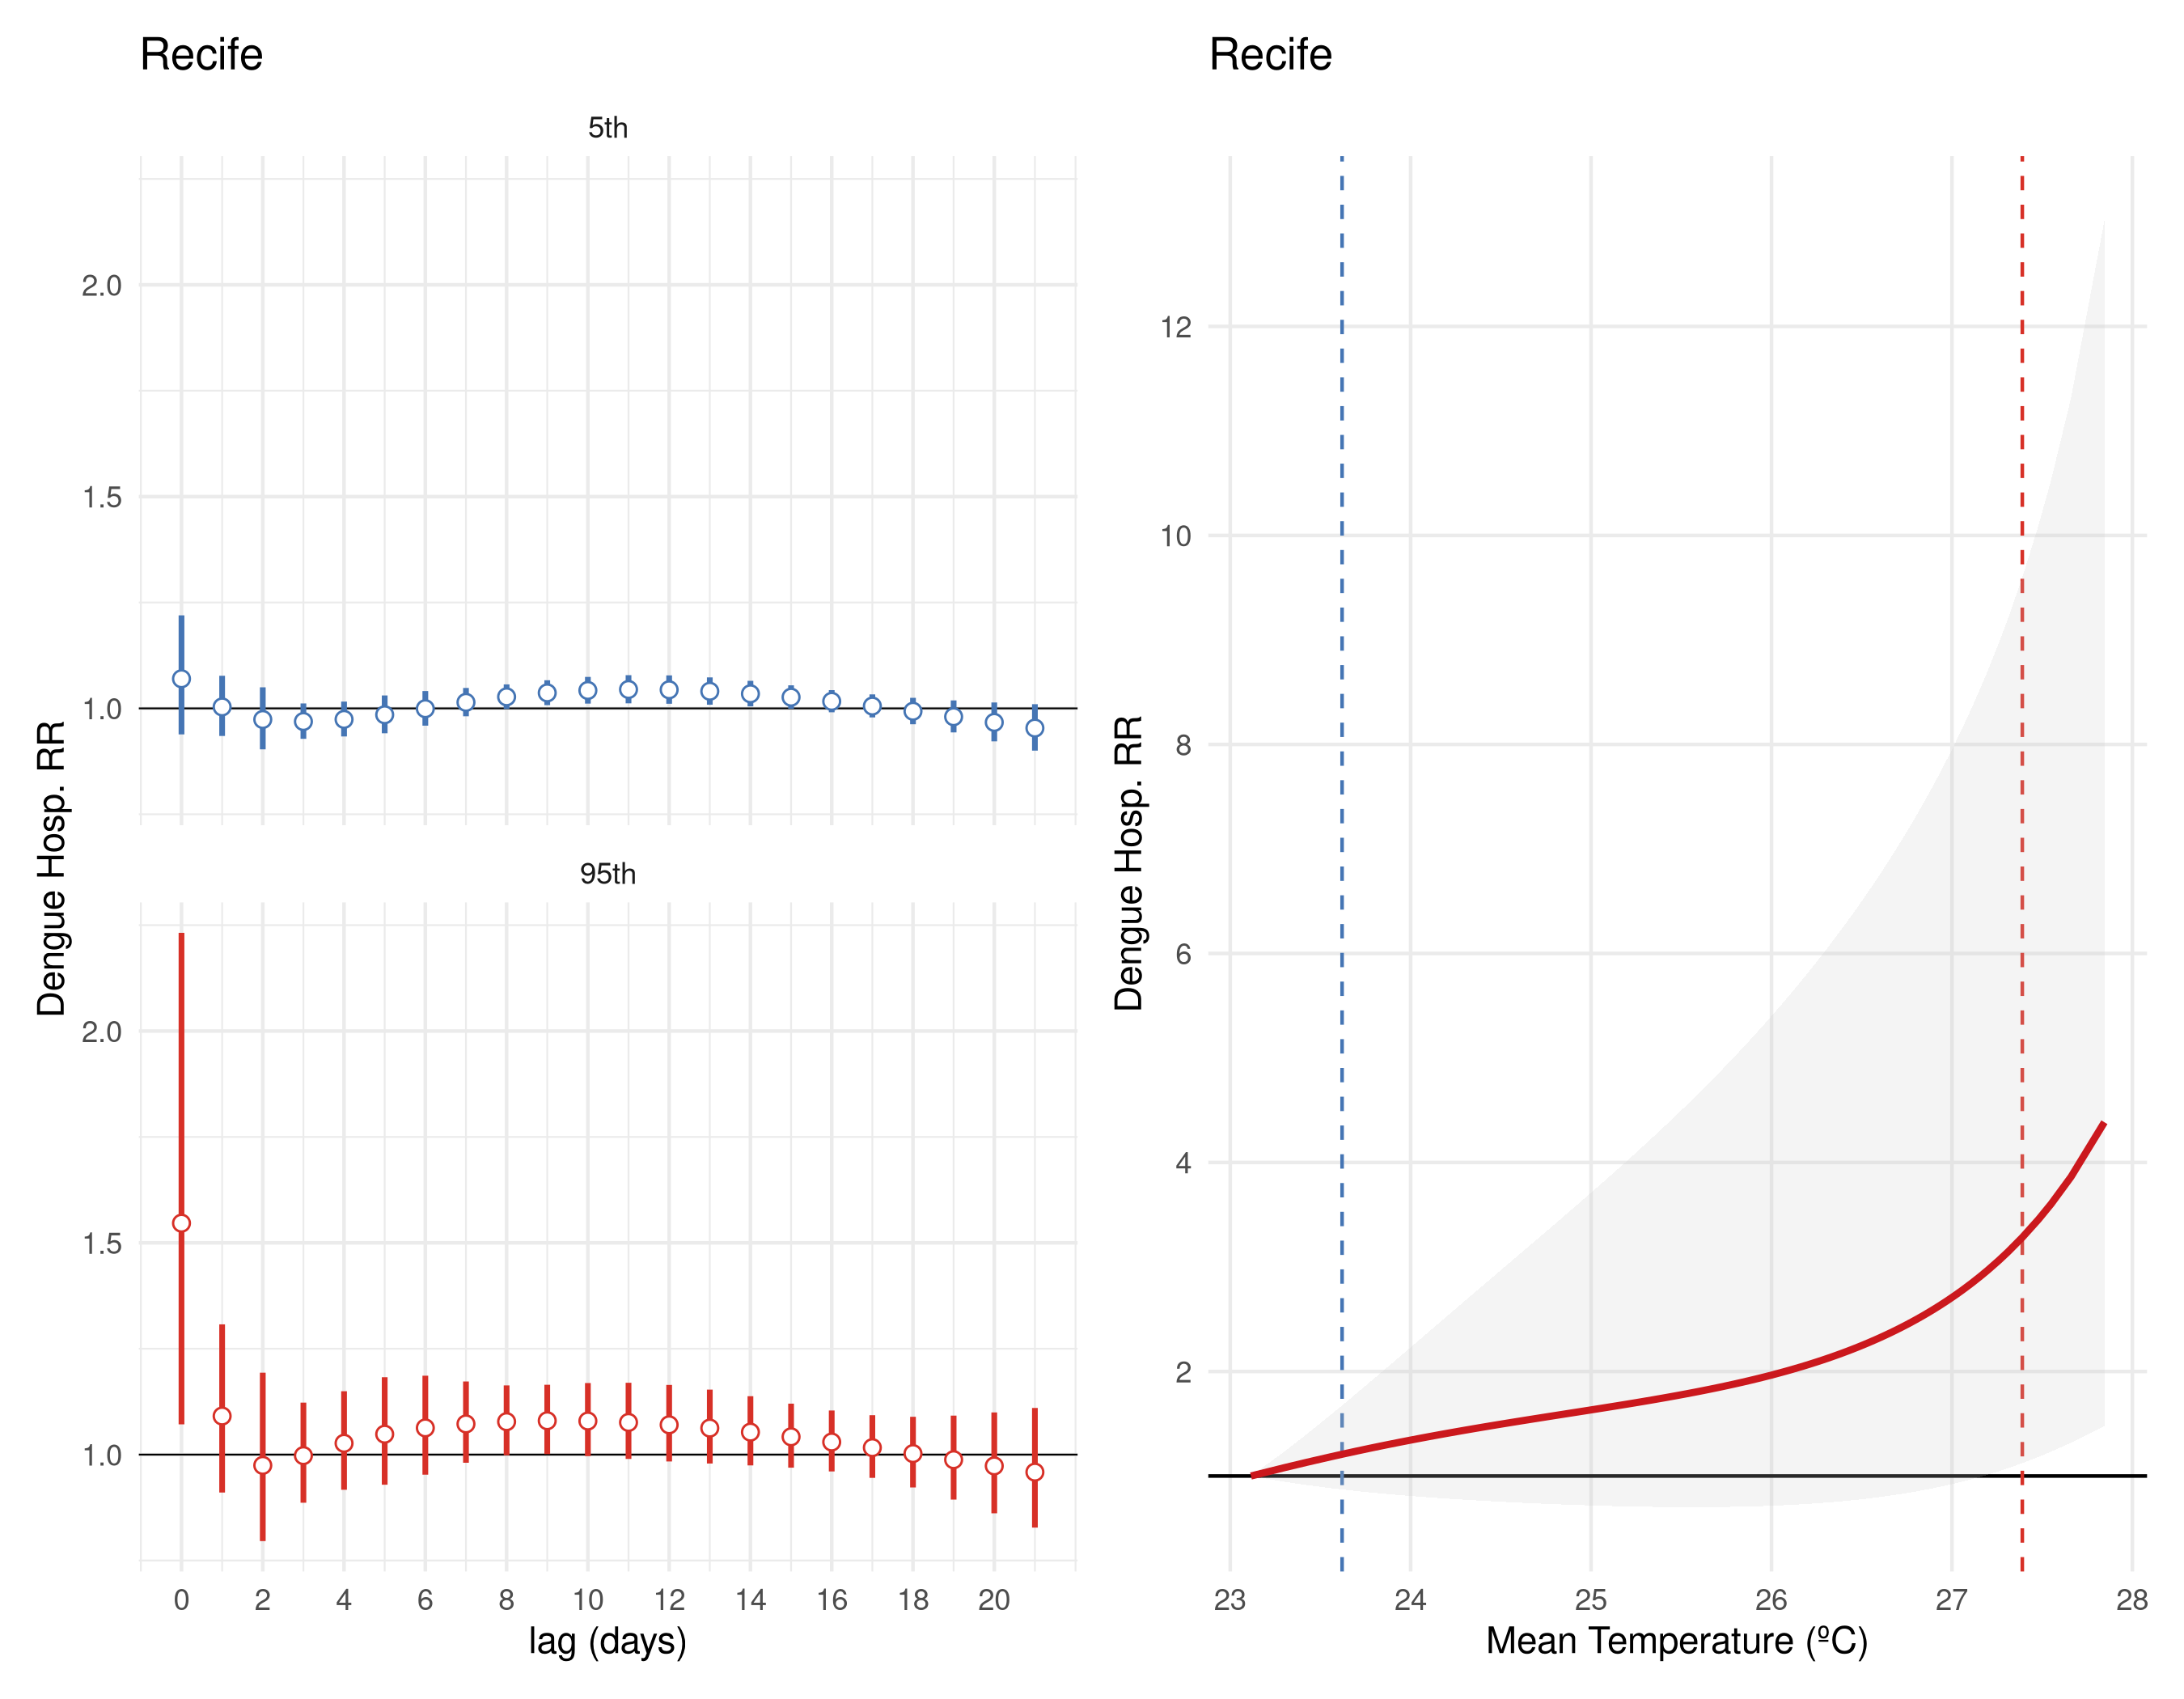 Recife
5th
2.0
1.5
1.0
95th
2.0
1.5
1.0
0 2 4 6 8 10 12 14 16 18 20
lag (days)
Dengue Hosp. RR
Recife
12
10
8
6
4
2
23 24 25 26 27 28
Mean Temperature (ºC)
Dengue Hosp. RR